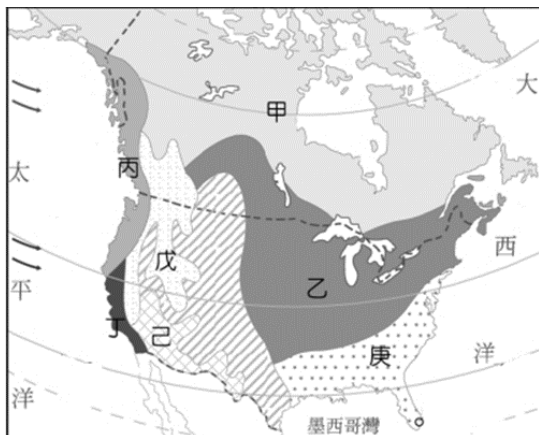 甲
大
太
丙
西
戊
平
乙
丁
己
洋
庚
洋
墨西哥灣